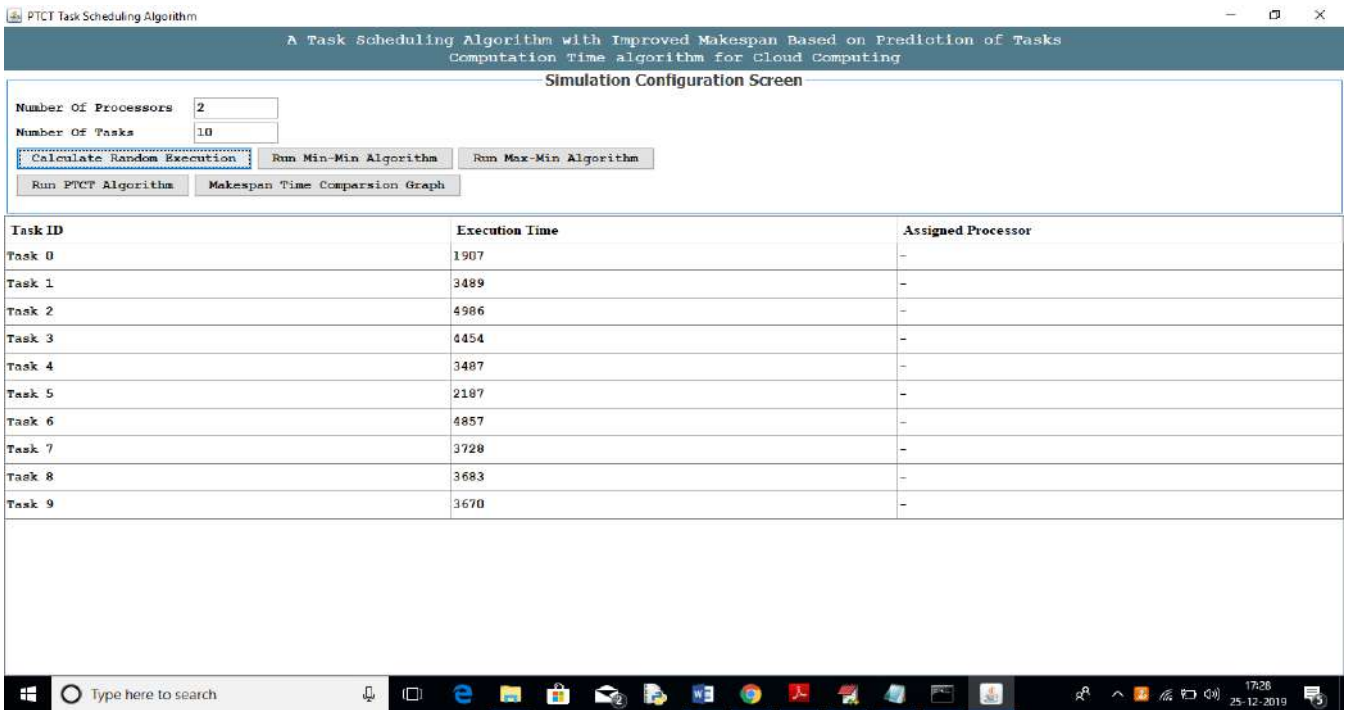 PTCT Task Scheduling Algorithm
A Task Scheduling Algorithm with Improved Makespan Based on Prediction of Tasks
Computation Time algorithm for Cloud Computing
Simulation Configuration Screen
Number Of Processors 2
Number Of Tasks 10
Calculate Random Execution Run Min-Min Algorithm Run Max-Min Algorithm
Run PTCT Algorithm Makespan Time Comparsion Graph
Task ID Execution Time Assigned Processor
Task 0 1907 -
Task 1 3489 -
Task 2 4986 -
Task 3 4454 -
Task 4 3487 -
Task 5 2187 -
Task 6 4857 -
Task 7 3728 -
Task 8 3683 -
Task 9 3670 -
Type here to search
17:28
25-12-2019